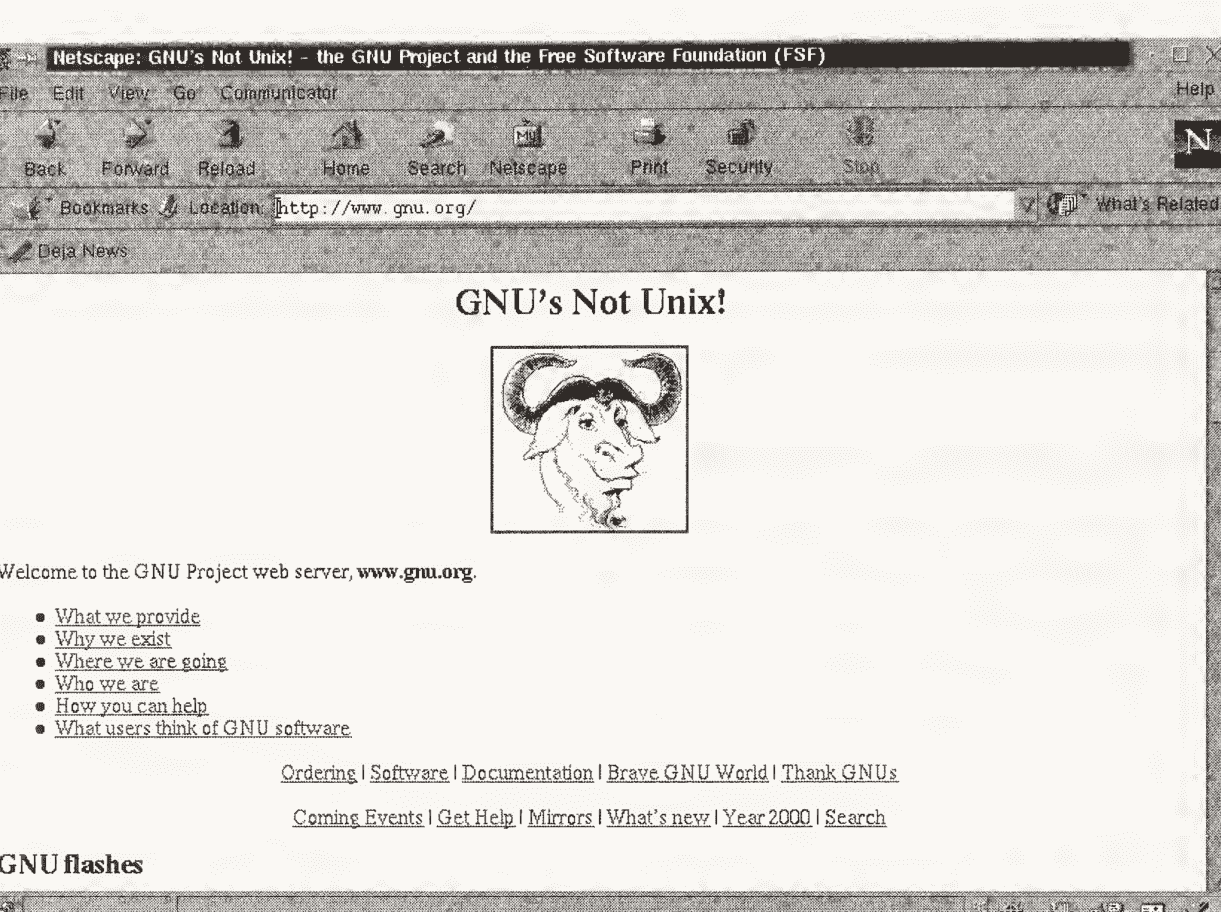 Netscape: GNU's Not Unix! - the GNU Project and the Free Software Foundation (FSF)
File Edit View Go Communicator Help
My N
Back Forward Reload Home Search Netscape Print Security Stop
Bookmarks Location: http://www.gnu.org/ What's Related
Deja News
GNU's Not Unix!
Welcome to the GNU Project web server, www.gnu.org.
• What we provide
• Why we exist
• Where we are going
• Who we are
• How you can help
• What users think of GNU software
Ordering | Software | Documentation | Brave GNU World | Thank GNUs
Coming Events | Get Help | Mirrors | What's new | Year 2000 | Search
GNU flashes